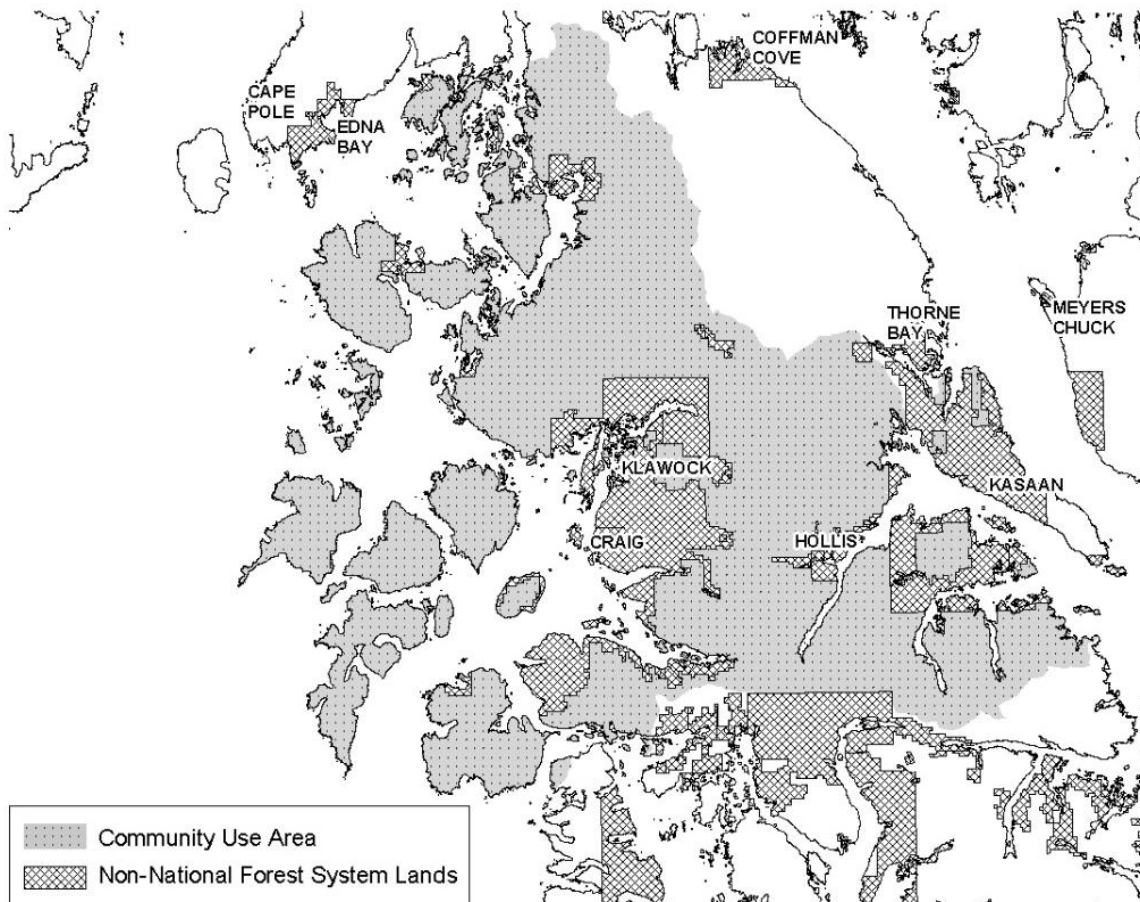 COFFMAN
COVE
CAPE
POLE
EDNA
BAY
THORNE
BAY
MEYERS
CHUCK
KLAWOCK
KASAAN
CRAIG
HOLLIS
Community Use Area
Non-National Forest System Lands